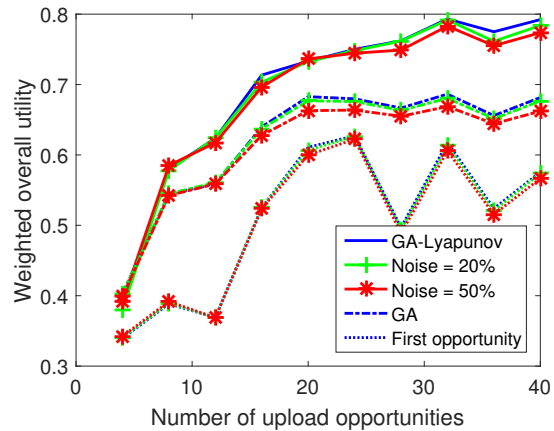 0.8
0.7
0.6
0.5
0.4
0.3
Weighted overall utility
GA-Lyapunov
Noise = 20%
Noise = 50%
GA
First opportunity
0 10 20 30 40
Number of upload opportunities